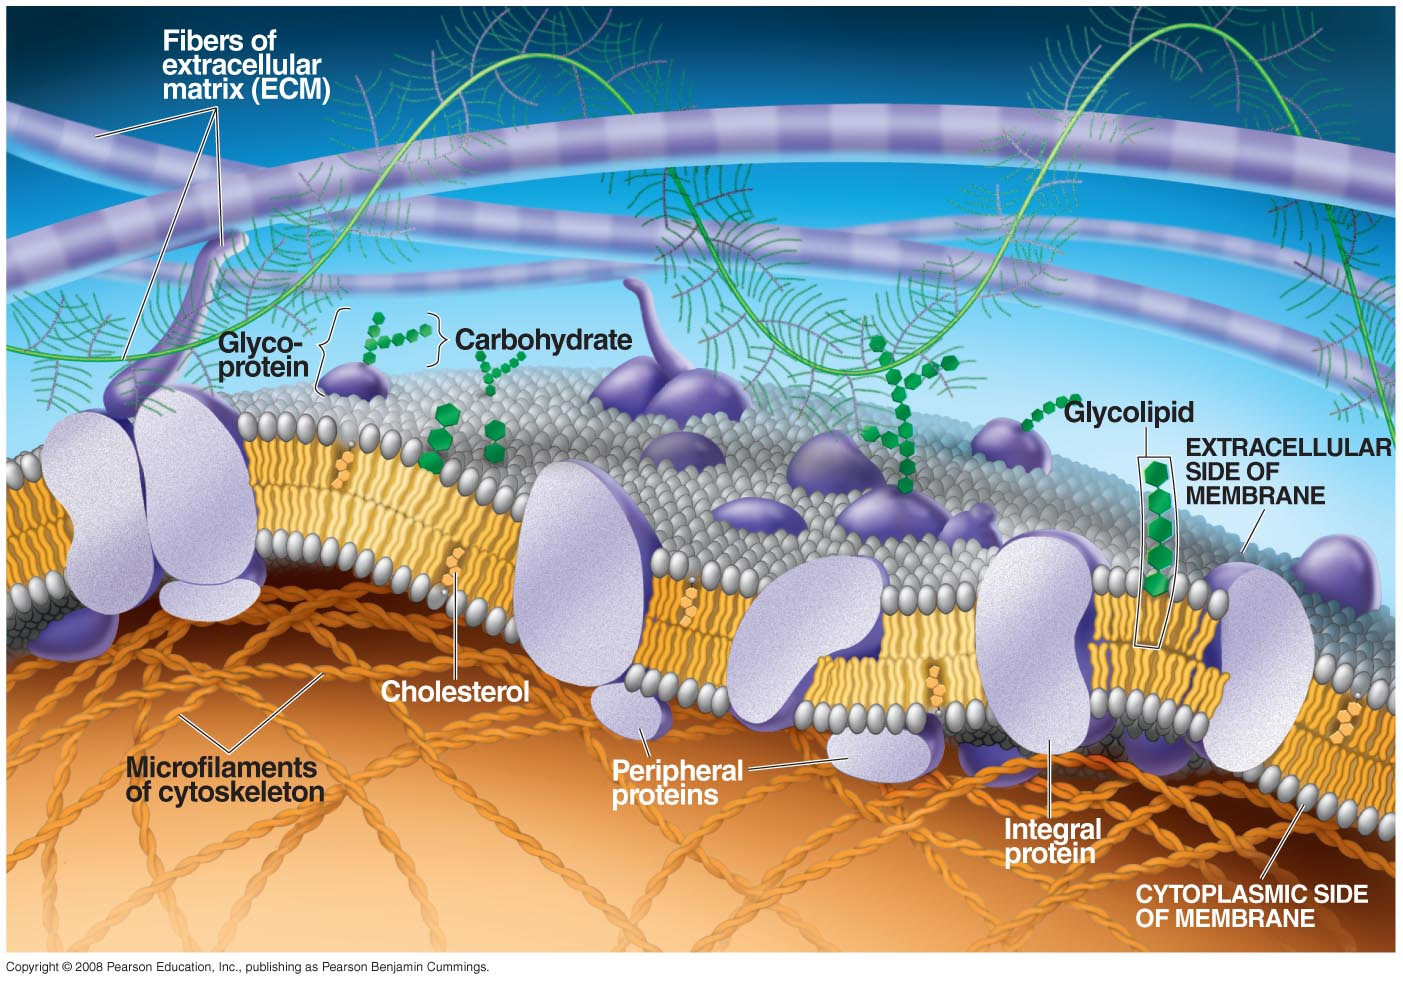 Fibers of
extracellular
matrix (ECM)
Glyco-
protein
Carbohydrate
Glycolipid
EXTRACELLULAR
SIDE OF
MEMBRANE
Cholesterol
Microfilaments
of cytoskeleton
Peripheral
proteins
Integral
protein
CYTOPLASMIC SIDE
OF MEMBRANE
Copyright © 2008 Pearson Education, Inc., publishing as Pearson Benjamin Cummings.